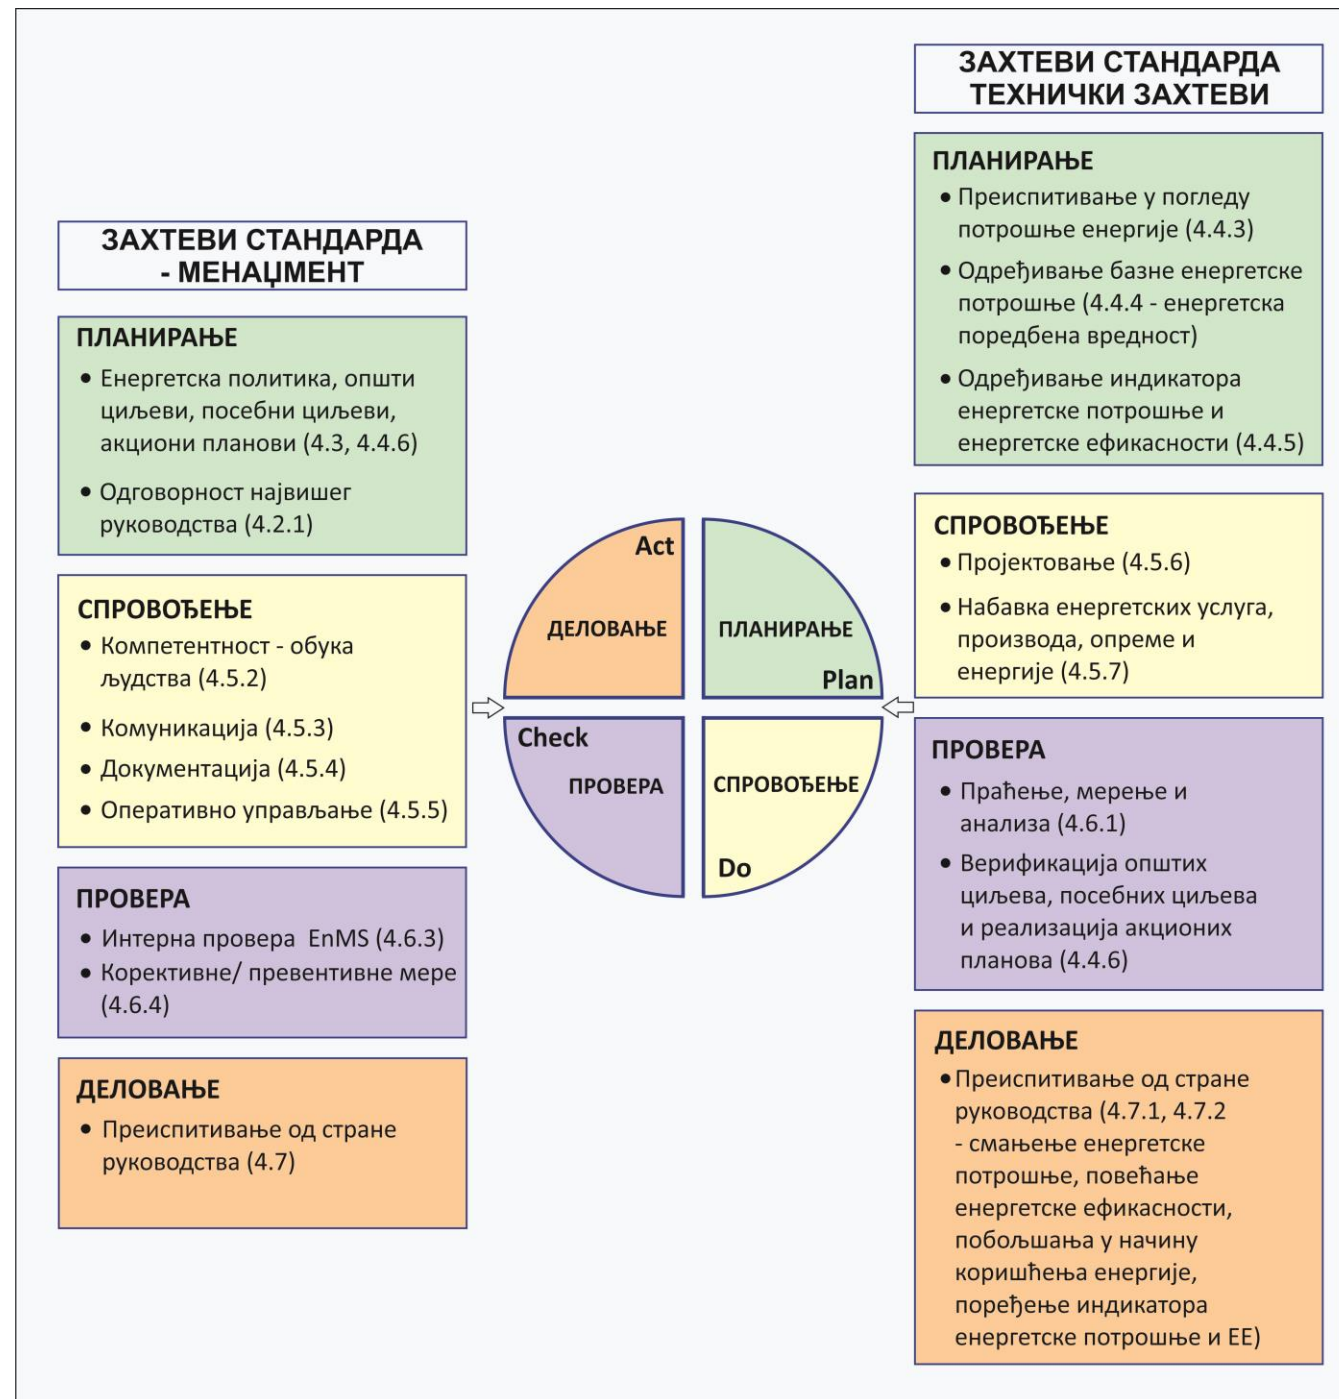 ЗАХТЕВИ СТАНДАРДА
- МЕНАЏМЕНТ
ПЛАНИРАЊЕ
• Енергетска политика, општи
циљеви, посебни циљеви,
акциони планови (4.3, 4.4.6)
• Одговорност највишег
руководства (4.2.1)
СПРОВОЂЕЊЕ
• Компетентност - обука
људства (4.5.2)
• Комуникација (4.5.3)
• Документација (4.5.4)
• Оперативно управљање (4.5.5)
ПРОВЕРА
• Интерна провера EnMS (4.6.3)
• Корективне/ превентивне мере
(4.6.4)
ДЕЛОВАЊЕ
• Преиспитивање од стране
руководства (4.7)
Act
ДЕЛОВАЊЕ
ПЛАНИРАЊЕ
Plan
Check
ПРОВЕРА
СПРОВОЂЕЊЕ
Do
ЗАХТЕВИ СТАНДАРДА
ТЕХНИЧКИ ЗАХТЕВИ
ПЛАНИРАЊЕ
• Преиспитивање у погледу
потрошње енергије (4.4.3)
• Одређивање базне енергетске
потрошње (4.4.4 - енергетска
поредбена вредност)
• Одређивање индикатора
енергетске потрошње и
енергетске ефикасности (4.4.5)
СПРОВОЂЕЊЕ
• Пројектовање (4.5.6)
• Набавка енергетских услуга,
производа, опреме и
енергије (4.5.7)
ПРОВЕРА
• Праћење, мерење и
анализа (4.6.1)
• Верификација општих
циљева, посебних циљева
и реализација акционих
планова (4.4.6)
ДЕЛОВАЊЕ
• Преиспитивање од стране
руководства (4.7.1, 4.7.2
- смањење енергетске
потрошње, повећање
енергетске ефикасности,
побољшања у начину
коришћења енергије,
поређење индикатора
енергетске потрошње и ЕЕ)